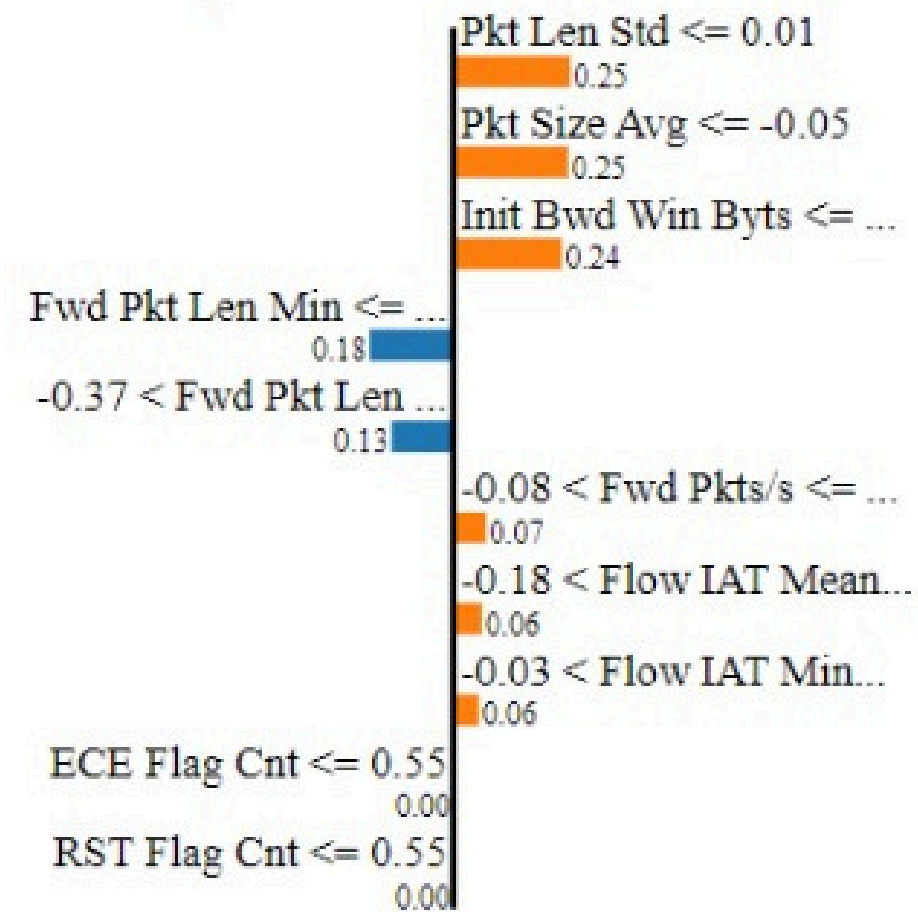 Pkt Len Std <= 0.01
0.25
Pkt Size Avg <= -0.05
0.25
Init Bwd Win Byts <= ...
0.24
Fwd Pkt Len Min <= ...
0.18
-0.37 < Fwd Pkt Len ...
0.13
-0.08 < Fwd Pkts/s <= ...
0.07
-0.18 < Flow IAT Mean...
0.06
-0.03 < Flow IAT Min...
0.06
ECE Flag Cnt <= 0.55
0.00
RST Flag Cnt <= 0.55
0.00